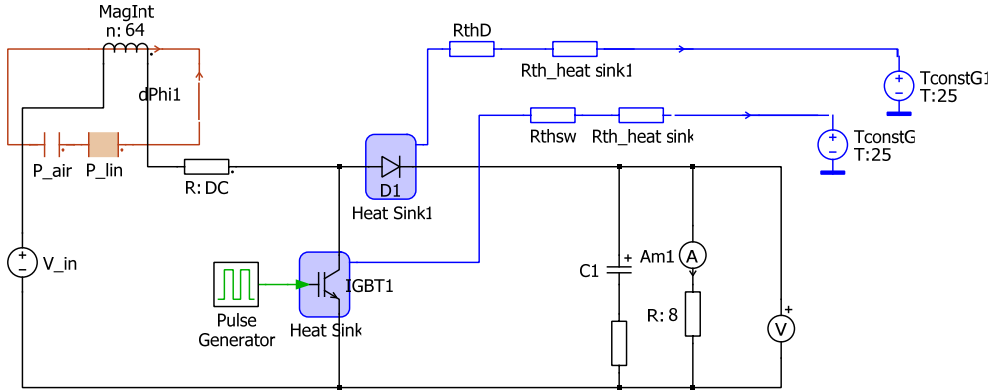 MagInt
n: 64
dPhi1
P_air
P_lin
R: DC
V_in
Pulse
Generator
IGBT1
Heat Sink
D1
Heat Sink1
RthD
Rth_heat sink1
Rthsw
Rth_heat sink
TconstG1
T:25
TconstG
T:25
C1
Am1
A
R: 8
V